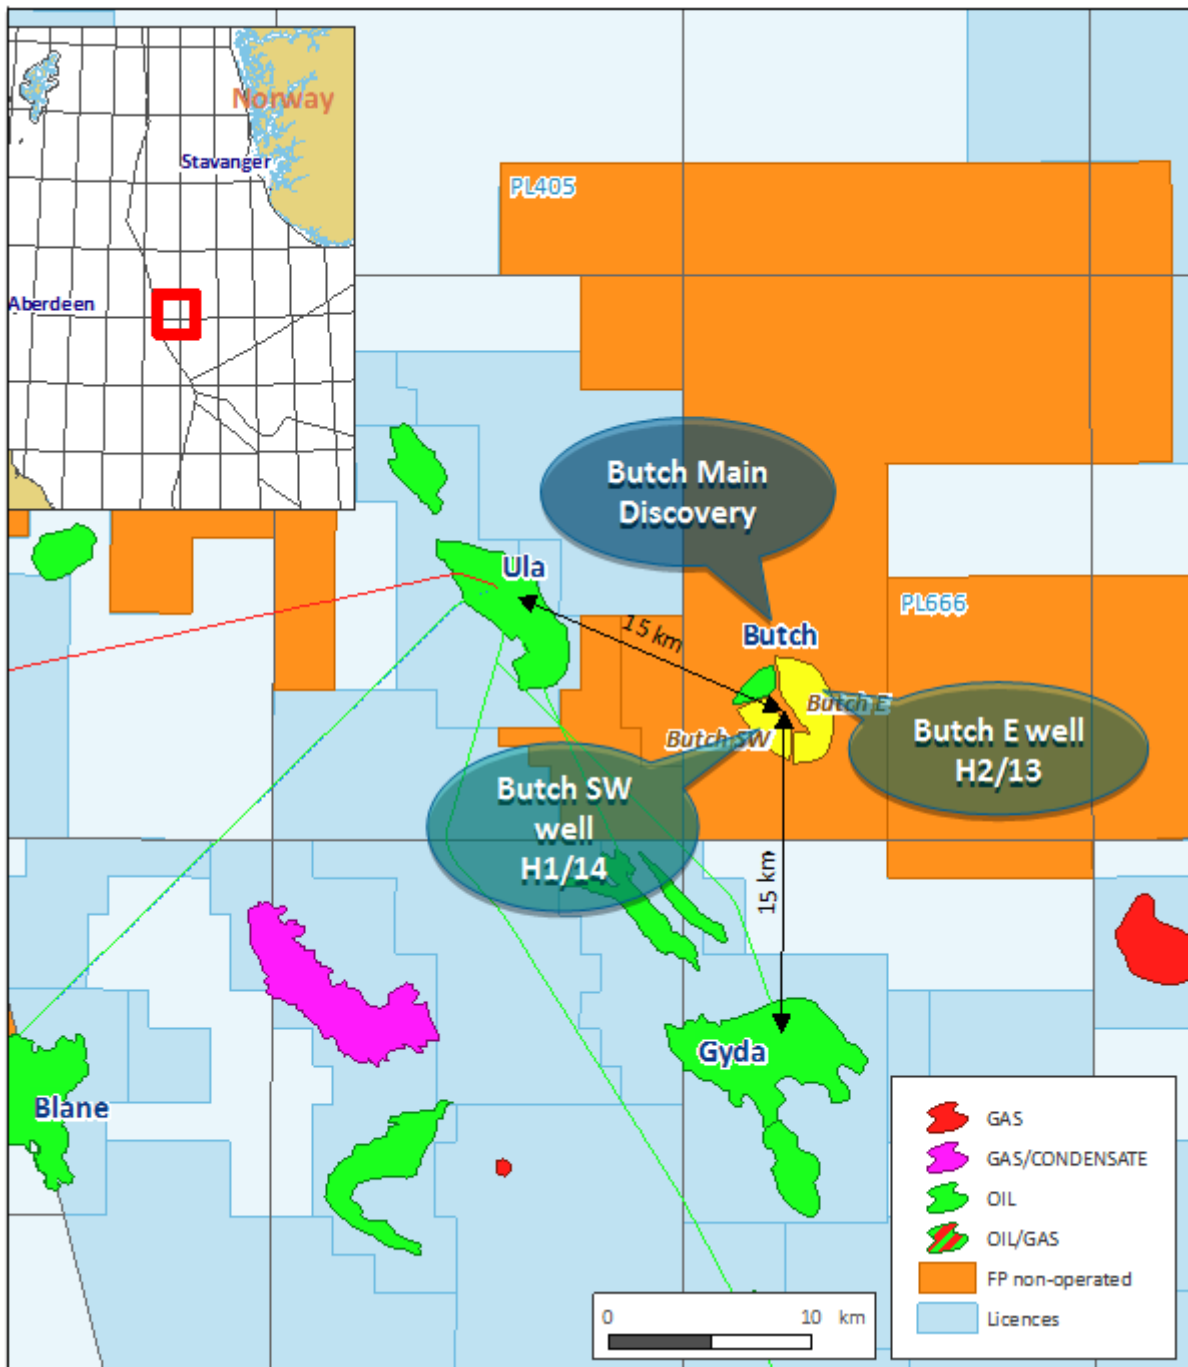 Norway
Stavanger
Aberdeen
PL405
Butch Main
Discovery
Ula
15 km
Butch
PL666
Butch E
Butch SW
Butch E well
H2/13
Butch SW
well
H1/14
15 km
Gyda
Blane
GAS
GAS/CONDENSATE
OIL
OIL/GAS
FP non-operated
Licences
0 10 km